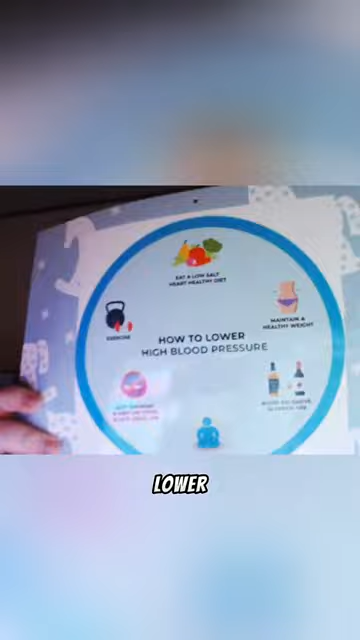 EAT A LOW SALT
HEART HEALTHY DIET
MAINTAIN A
HEALTHY WEIGHT
EXERCISE
HOW TO LOWER
HIGH BLOOD PRESSURE
LOWER